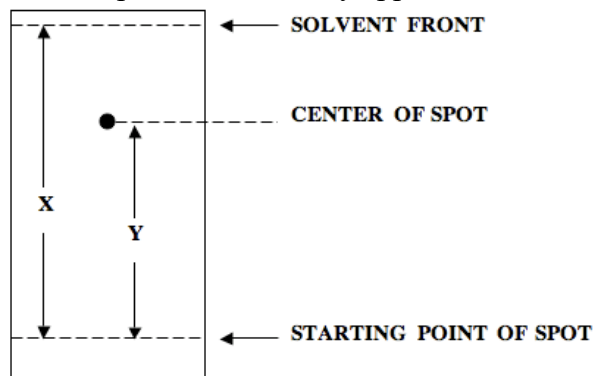 SOLVENT FRONT
CENTER OF SPOT
X
Y
STARTING POINT OF SPOT